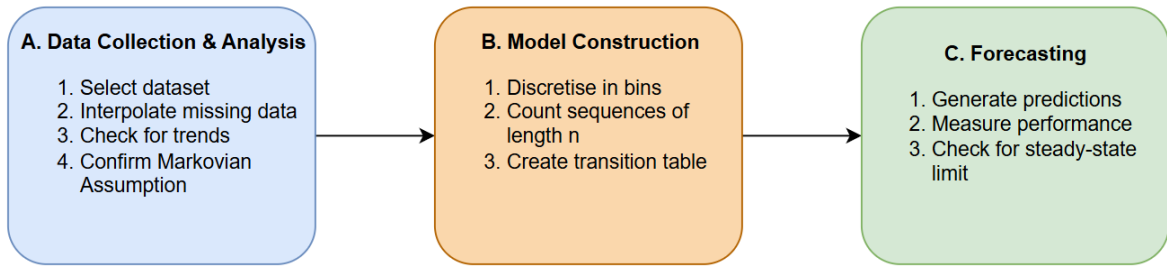 A. Data Collection & Analysis
1. Select dataset
2. Interpolate missing data
3. Check for trends
4. Confirm Markovian
Assumption
B. Model Construction
1. Discretise in bins
2. Count sequences of
length n
3. Create transition table
C. Forecasting
1. Generate predictions
2. Measure performance
3. Check for steady-state
limit